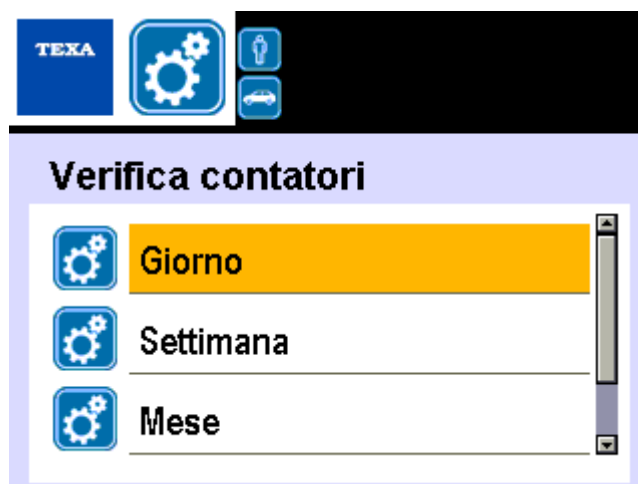 TEXA
Verifica contatori
Giorno
Settimana
Mese